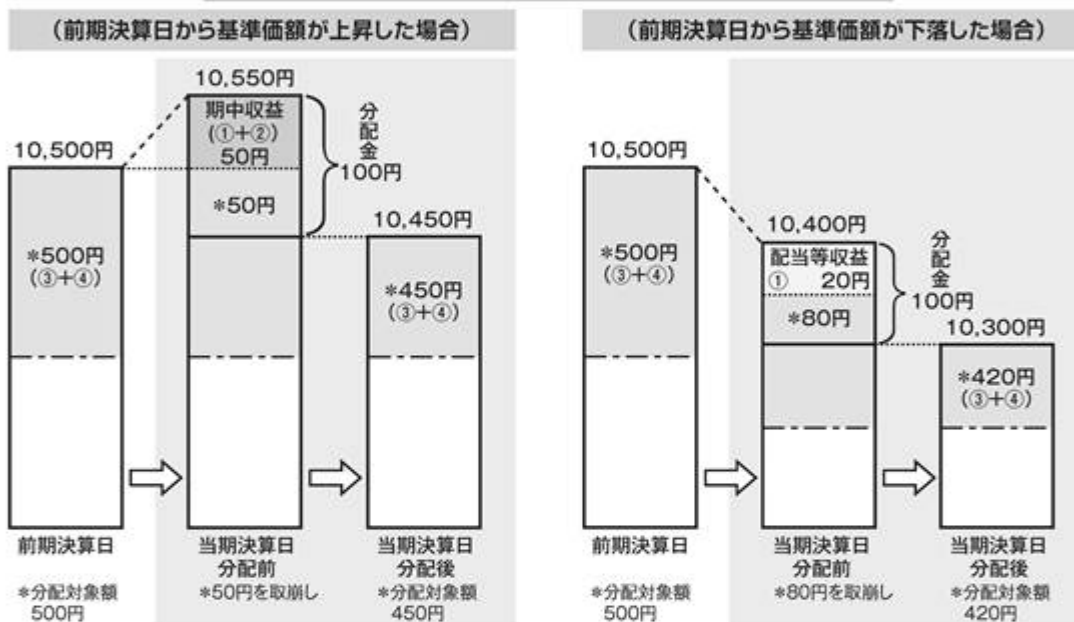 (前期決算日から基準価額が上昇した場合)
10,550円
期中収益
(①+②)
50円
*50円
分配金
100円
10,500円
*500円
(③+④)
10,450円
*450円
(③+④)
前期決算日
当期決算日
分配前
当期決算日
分配後
*分配対象額
500円
*50円を取崩し
*分配対象額
450円
(前期決算日から基準価額が下落した場合)
10,500円
*500円
(③+④)
10,400円
配当等収益
① 20円
*80円
分配金
100円
10,300円
*420円
(③+④)
前期決算日
当期決算日
分配前
当期決算日
分配後
*分配対象額
500円
*80円を取崩し
*分配対象額
420円